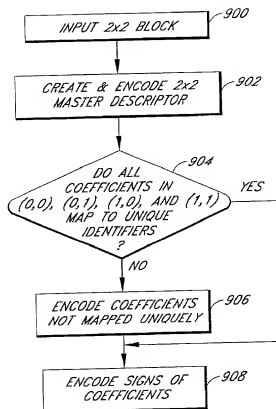 INPUT 2x2 BLOCK
900
CREATE & ENCODE 2x2
MASTER DESCRIPTOR
902
904
DO ALL
COEFFICIENTS IN
(0,0), (0,1), (1,0), AND (1,1)
MAP TO UNIQUE
IDENTIFIERS
?
YES
NO
ENCODE COEFFICIENTS
NOT MAPPED UNIQUELY
906
ENCODE SIGNS OF
COEFFICIENTS
908